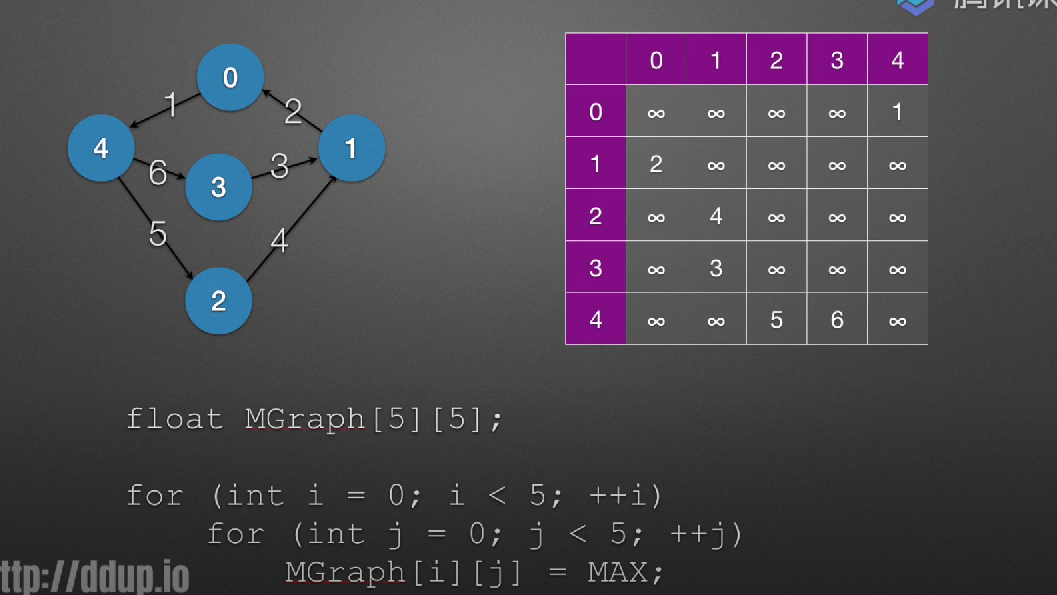 0
1
2
4
1
6
3
3
5
4
2
0 1 2 3 4
0 ∞ ∞ ∞ ∞ 1
1 2 ∞ ∞ ∞ ∞
2 ∞ 4 ∞ ∞ ∞
3 ∞ 3 ∞ ∞ ∞
4 ∞ ∞ 5 6 ∞
float MGraph[5][5];
for (int i = 0; i < 5; ++i)
for (int j = 0; j < 5; ++j)
MGraph[i][j] = MAX;
ttp://ddup.io